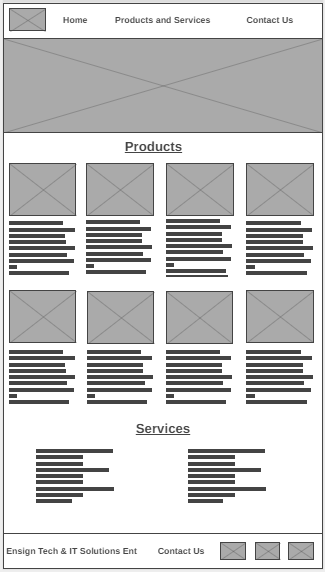 Home Products and Services Contact Us
Products
Services
Ensign Tech & IT Solutions Ent Contact Us